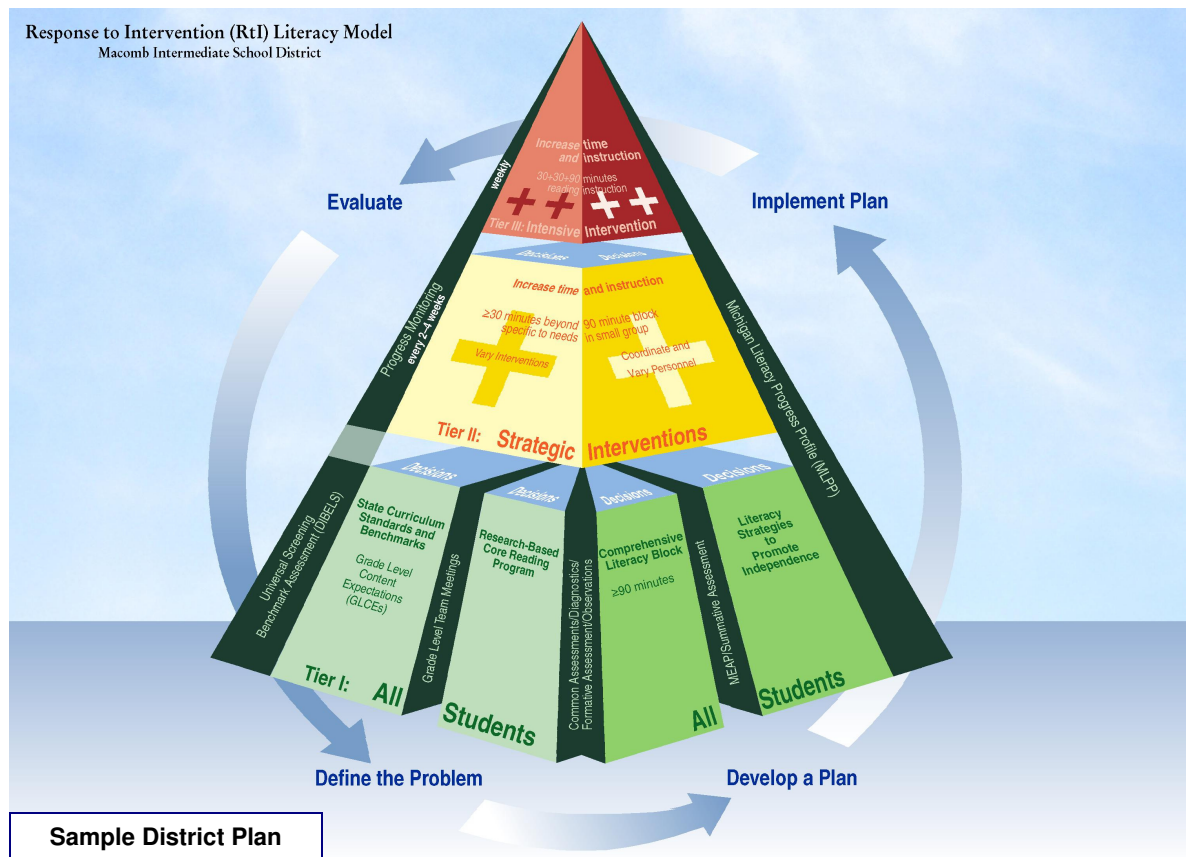 Response to Intervention (RtI) Literacy Model
Macomb Intermediate School District
Evaluate
Implement Plan
weekly
Increase time
and instruction
30+30+90 minutes
reading instruction
Tier III: Intensive Intervention
Decisions Decisions
Increase time and instruction
≥30 minutes beyond 90 minute block
specific to needs in small group
Vary Interventions
Coordinate and
Vary Personnel
Tier II: Strategic Interventions
Progress Monitoring
every 2–4 weeks
Michigan Literacy Progress Profile (MLPP)
Universal Screening
Benchmark Assessment (DIBELS)
Decisions
State Curriculum
Standards and
Benchmarks
Grade Level
Content
Expectations
(GLCEs)
Grade Level Team Meetings
Decisions
Research-Based
Core Reading
Program
Common Assessments/Diagnostics/
Formative Assessment/Observations
Decisions
Comprehensive
Literacy Block
≥90 minutes
MEAP/Summative Assessment
Decisions
Literacy
Strategies
to
Promote
Independence
Tier I: All Students All Students
Define the Problem
Develop a Plan
Sample District Plan